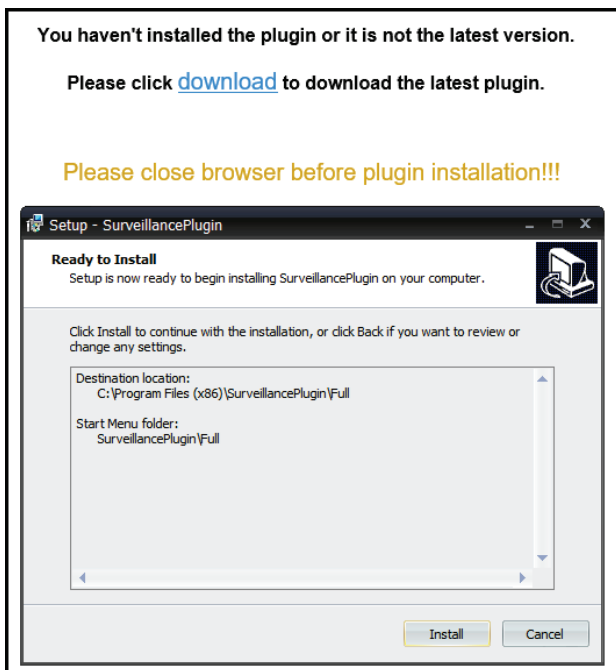 You haven't installed the plugin or it is not the latest version.
Please click download to download the latest plugin.
Please close browser before plugin installation!!!
Setup - SurveillancePlugin
Ready to Install
Setup is now ready to begin installing SurveillancePlugin on your computer.
Click Install to continue with the installation, or click Back if you want to review or
change any settings.
Destination location:
C:\Program Files (x86)\SurveillancePlugin\Full
Start Menu folder:
SurveillancePlugin\Full
Install Cancel